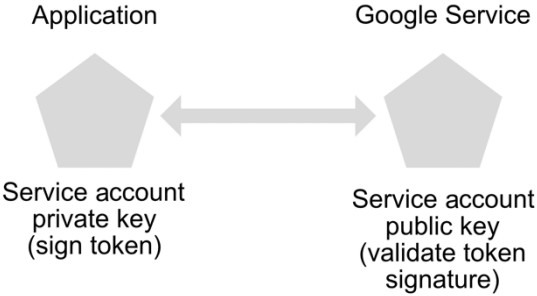 Application
Google Service
Service account
private key
(sign token)
Service account
public key
(validate token
signature)